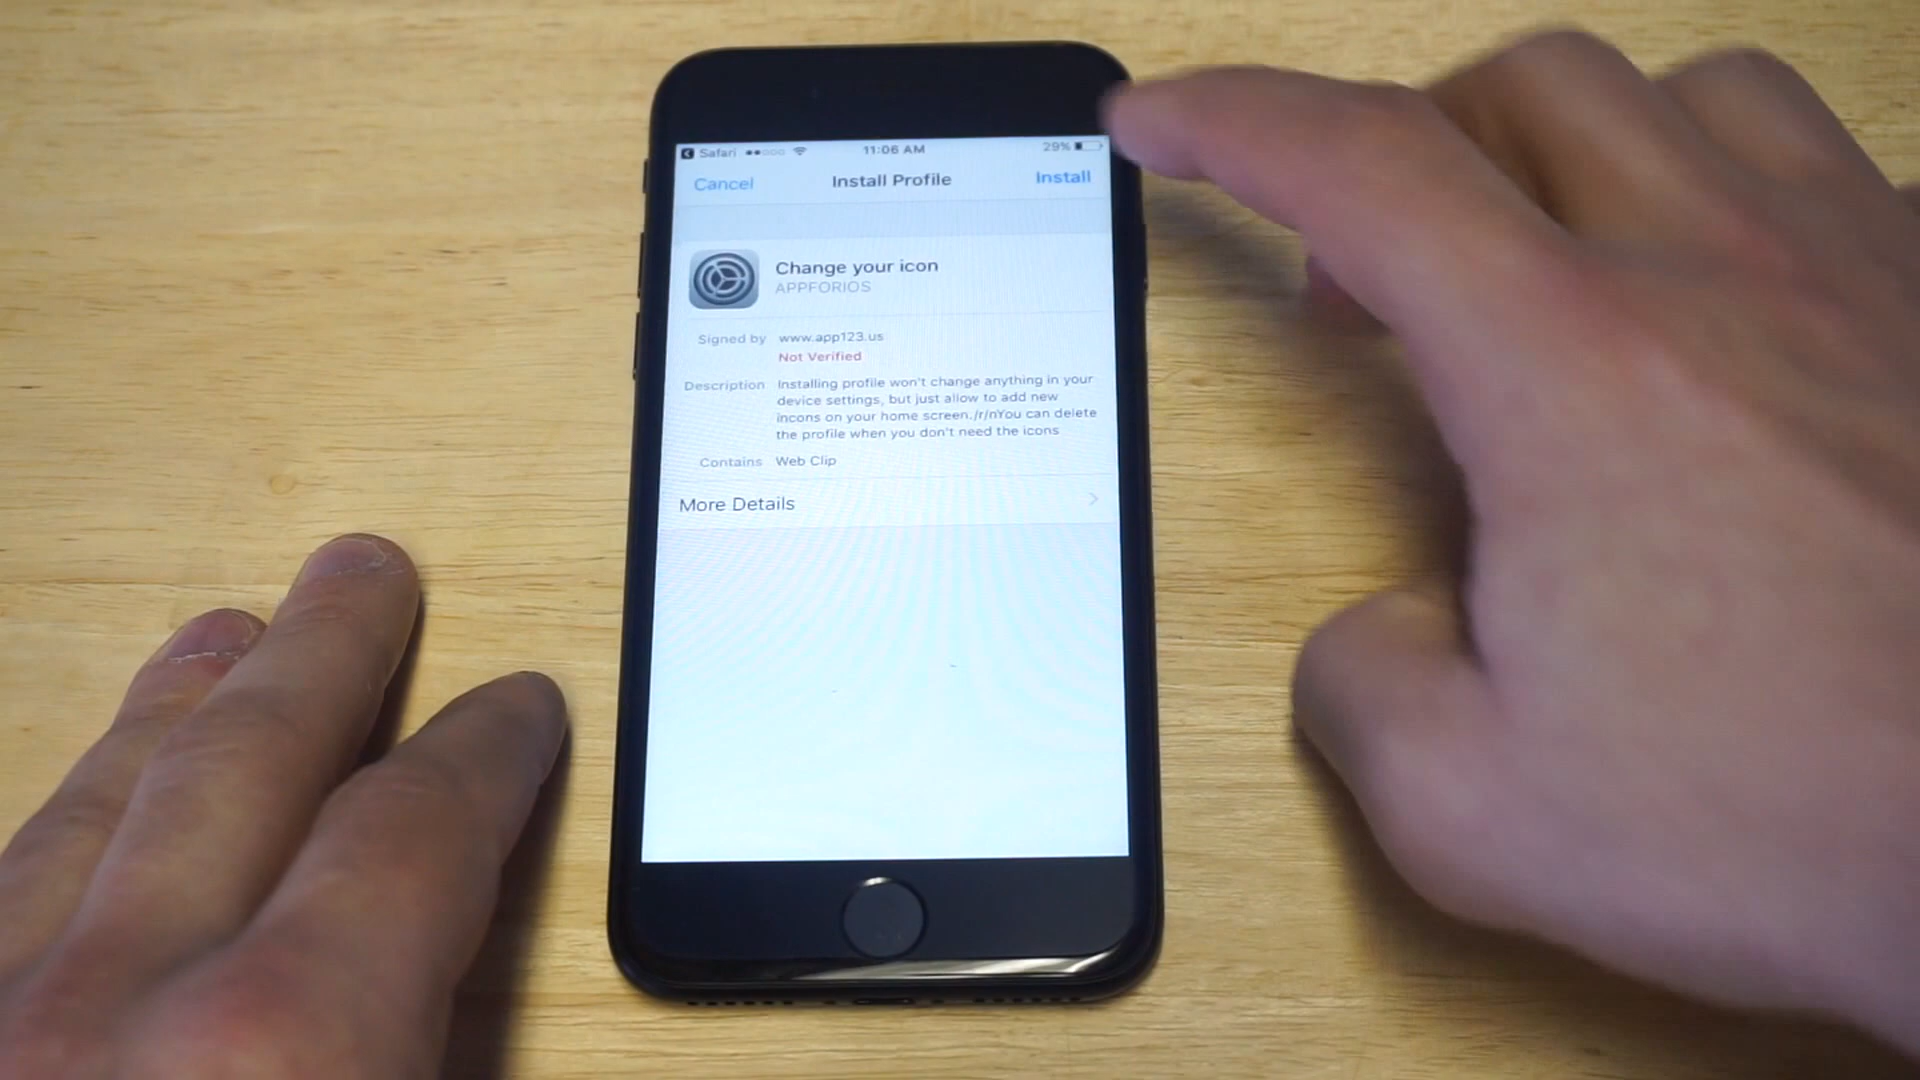 Safari 11:06 AM 29%
Cancel Install Profile Install
Change your icon
APPFORIOS
Signed by www.app123.us
Not Verified
Description Installing profile won't change anything in your
device settings, but just allow to add new
incons on your home screen./r/nYou can delete
the profile when you don't need the icons
Contains Web Clip
More Details